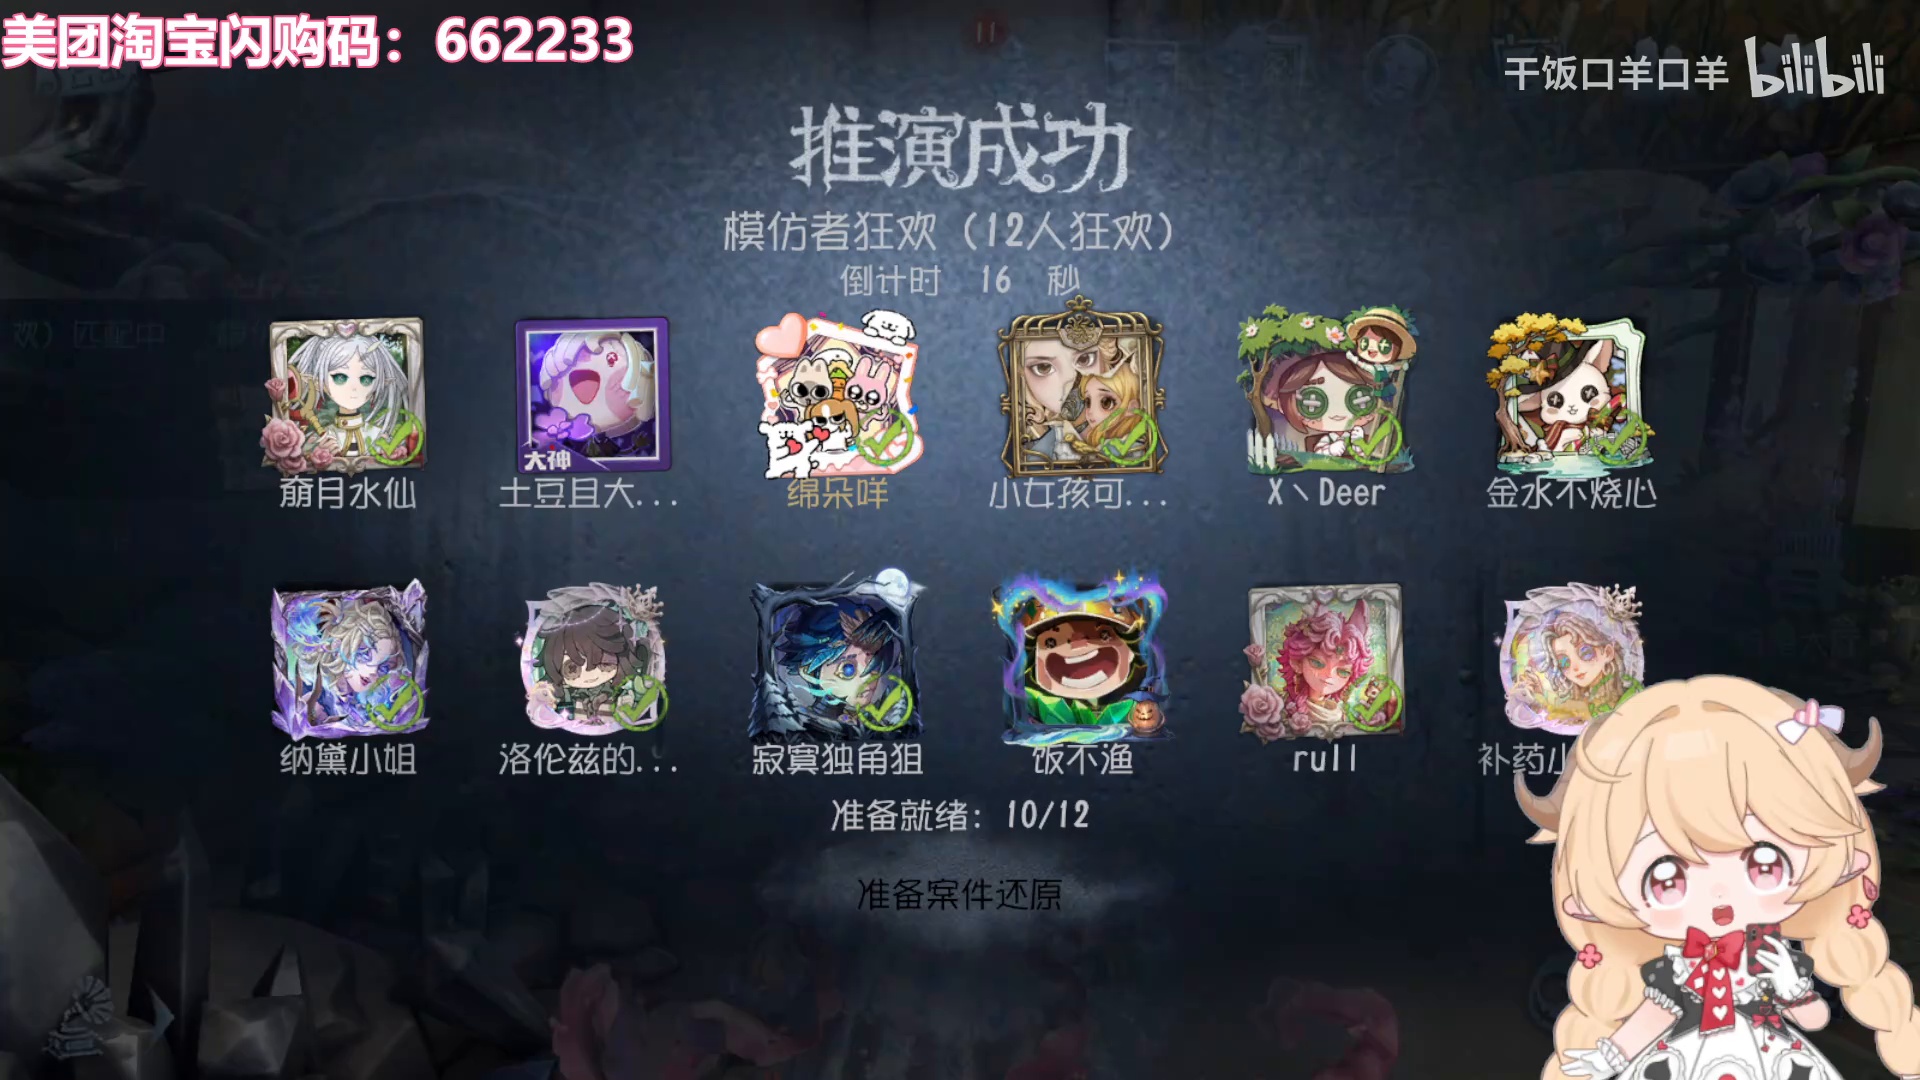 美团淘宝闪购码：662233
干饭口羊口羊 bilibili
推演成功
模仿者狂欢（12人狂欢）
倒计时 16 秒
大神
萠月水仙 土豆且大... 绵朵咩 小女孩可... X丶Deer 金水不烧心
纳黛小姐 洛伦兹的... 寂寞独角狙 饭不渔 rull 补药小
准备就绪：10/12
准备案件还原